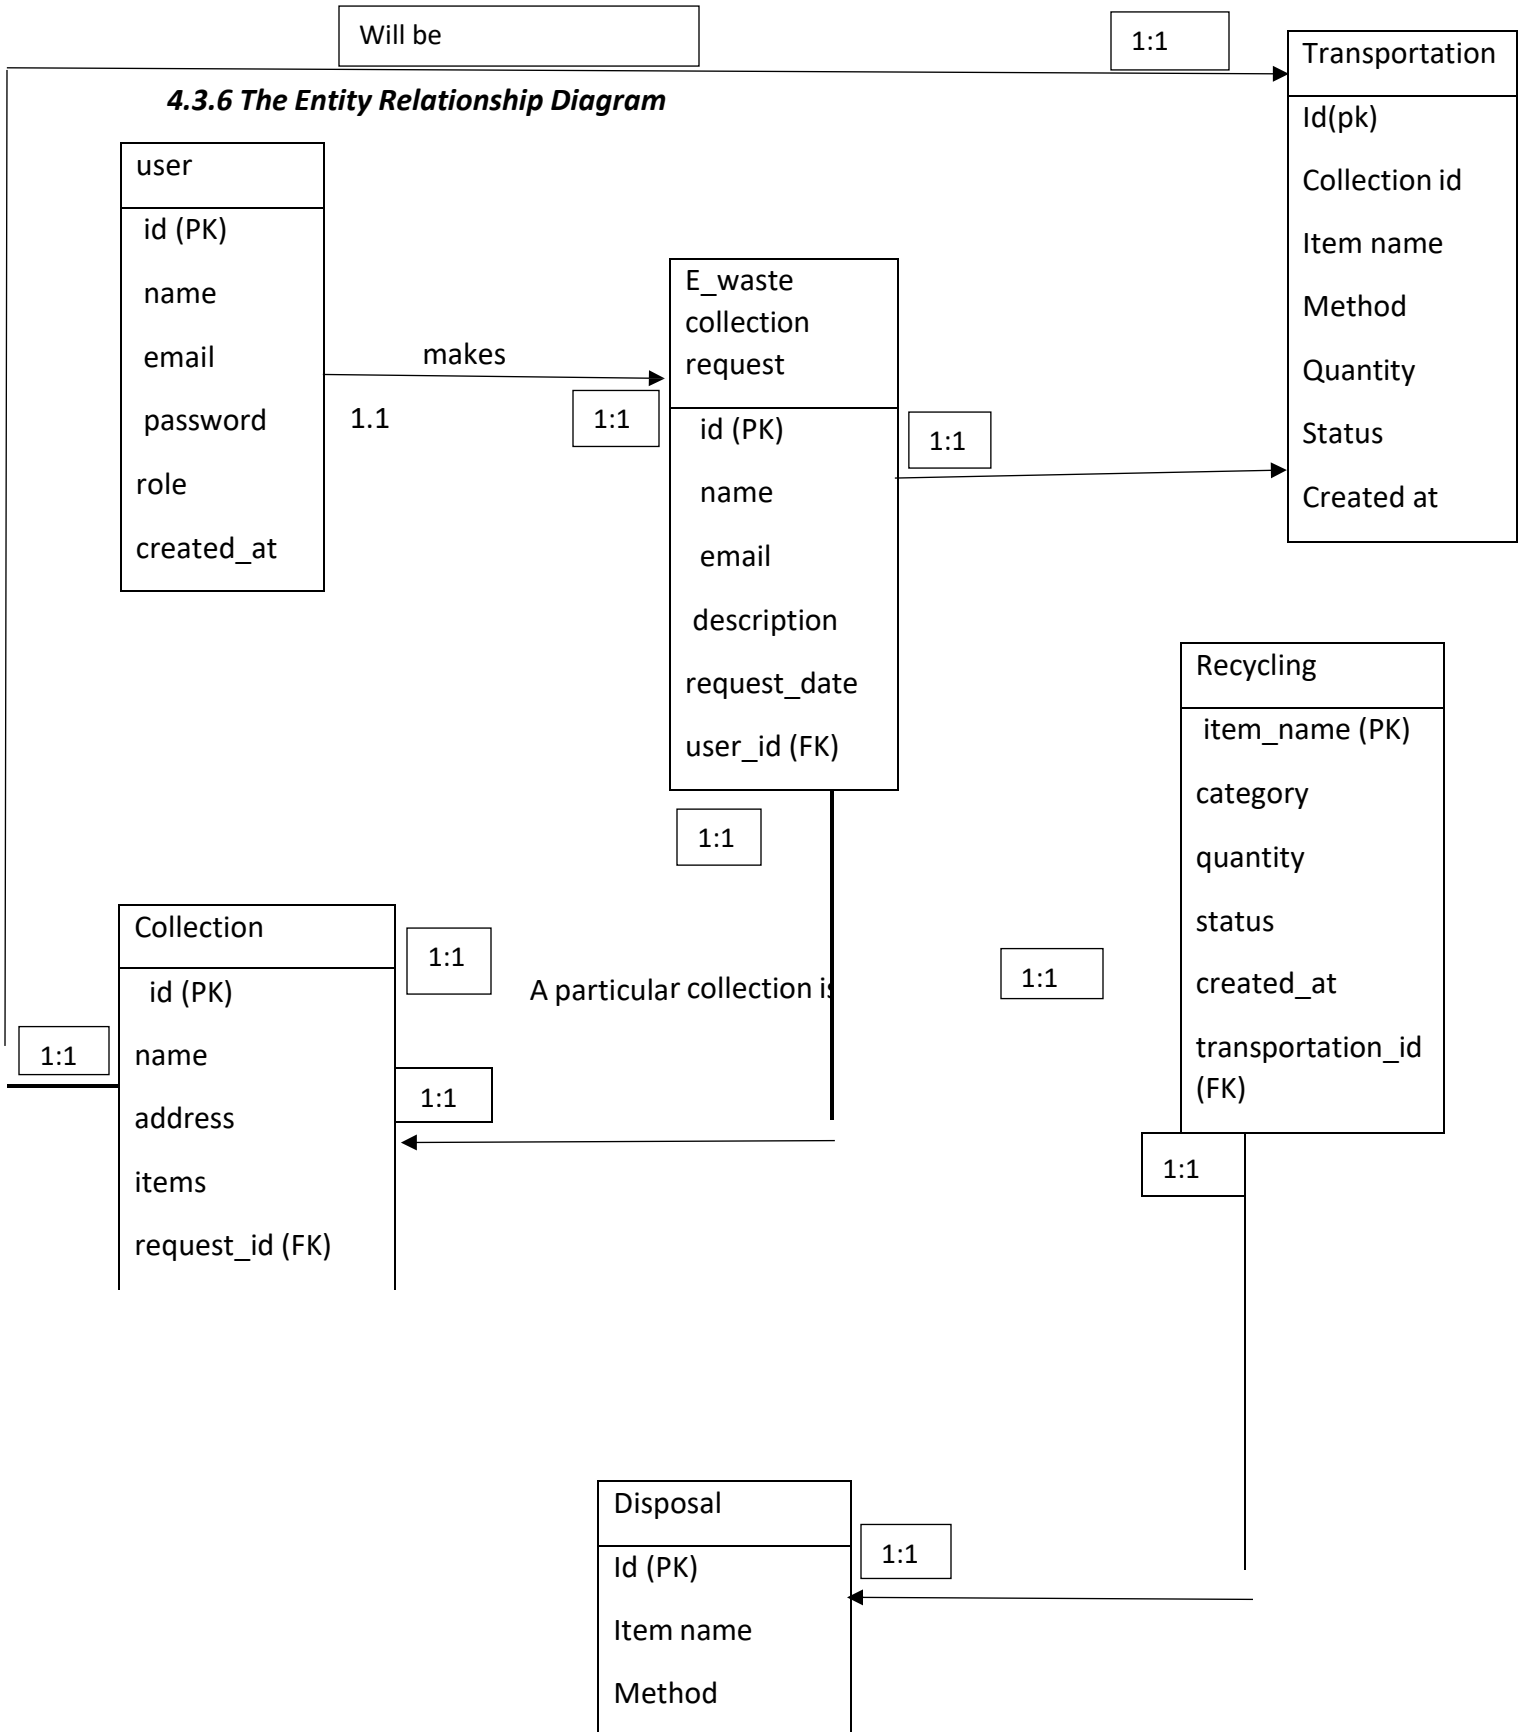 Will be
1:1
4.3.6 The Entity Relationship Diagram
Transportation
Id(pk)
Collection id
Item name
Method
Quantity
Status
Created at
user
id (PK)
name
email
password
role
created_at
makes
1.1
1:1
E_waste
collection
request
id (PK)
name
email
description
request_date
user_id (FK)
1:1
1:1
Recycling
item_name (PK)
category
quantity
status
created_at
transportation_id
(FK)
1:1
1:1
Collection
id (PK)
name
address
items
request_id (FK)
1:1
1:1
1:1
A particular collection is
Disposal
Id (PK)
Item name
Method
1:1